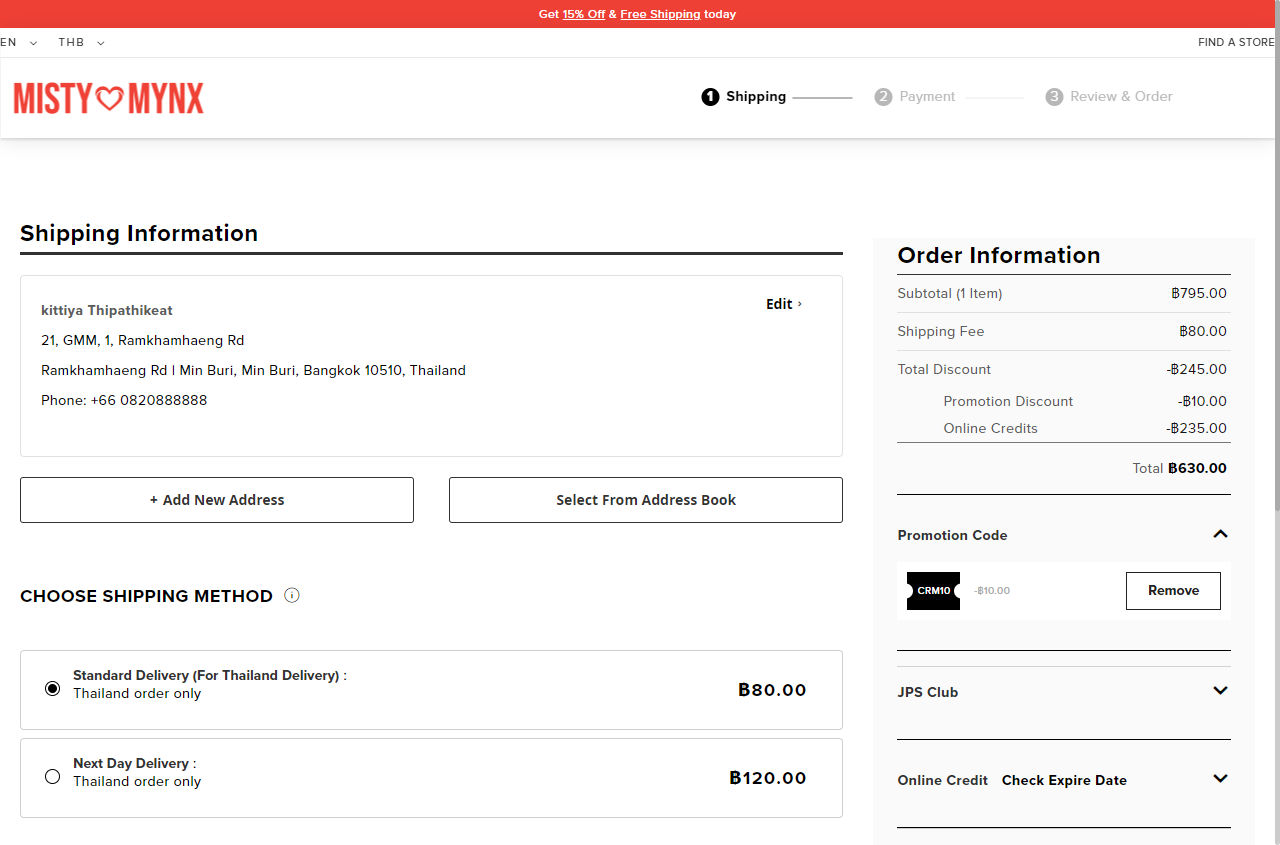 Get 15% Off & Free Shipping today
EN THB FIND A STORE
MISTY MYNX
1 Shipping 2 Payment 3 Review & Order
Shipping Information
kittiya Thipathikeat
Edit ›
21, GMM, 1, Ramkhamhaeng Rd
Ramkhamhaeng Rd | Min Buri, Min Buri, Bangkok 10510, Thailand
Phone: +66 0820888888
+ Add New Address
Select From Address Book
CHOOSE SHIPPING METHOD
Standard Delivery (For Thailand Delivery) :
Thailand order only
฿80.00
Next Day Delivery :
Thailand order only
฿120.00
Order Information
Subtotal (1 Item) ฿795.00
Shipping Fee ฿80.00
Total Discount -฿245.00
Promotion Discount -฿10.00
Online Credits -฿235.00
Total ฿630.00
Promotion Code
CRM10 -฿10.00 Remove
JPS Club
Online Credit Check Expire Date